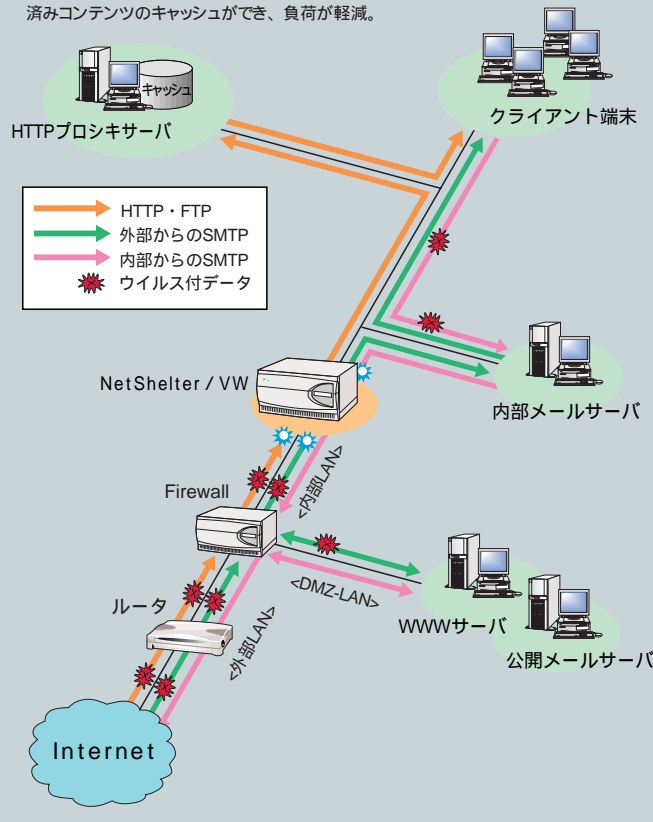 済みコンテンツのキャッシュができ、負荷が軽減。
キャッシュ
HTTPプロシキサーバ
クライアント端末
HTTP・FTP
外部からのSMTP
内部からのSMTP
ウイルス付データ
NetShelter / VW
内部メールサーバ
<内部LAN>
Firewall
<DMZ-LAN>
WWWサーバ
ルータ
<外部LAN>
公開メールサーバ
Internet